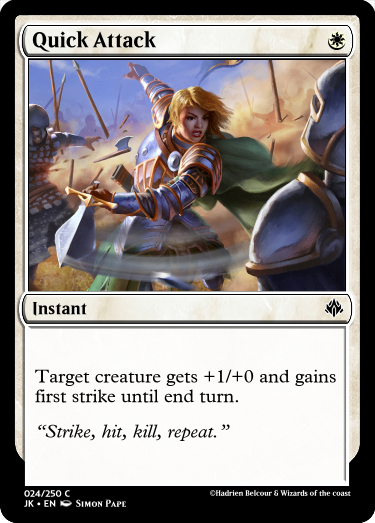 Quick Attack
Instant
Target creature gets +1/+0 and gains
first strike until end turn.
“Strike, hit, kill, repeat.”
024/250 C
JK • EN Simon Pape
©Hadrien Belcour & Wizards of the coast